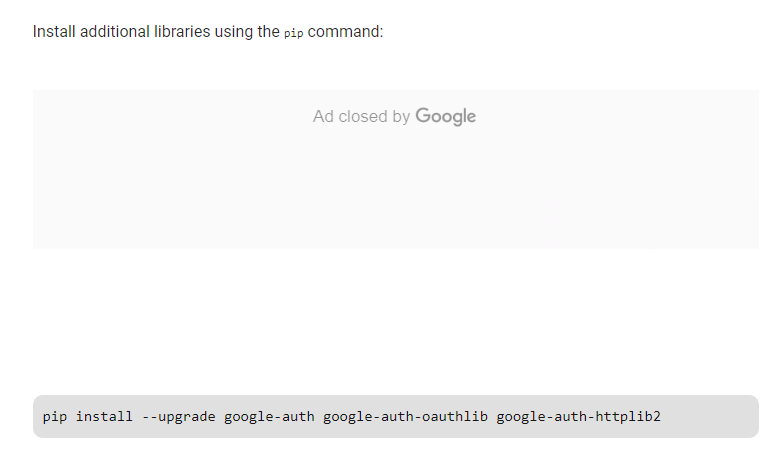 Install additional libraries using the pip command:
Ad closed by Google
pip install --upgrade google-auth google-auth-oauthlib google-auth-httplib2